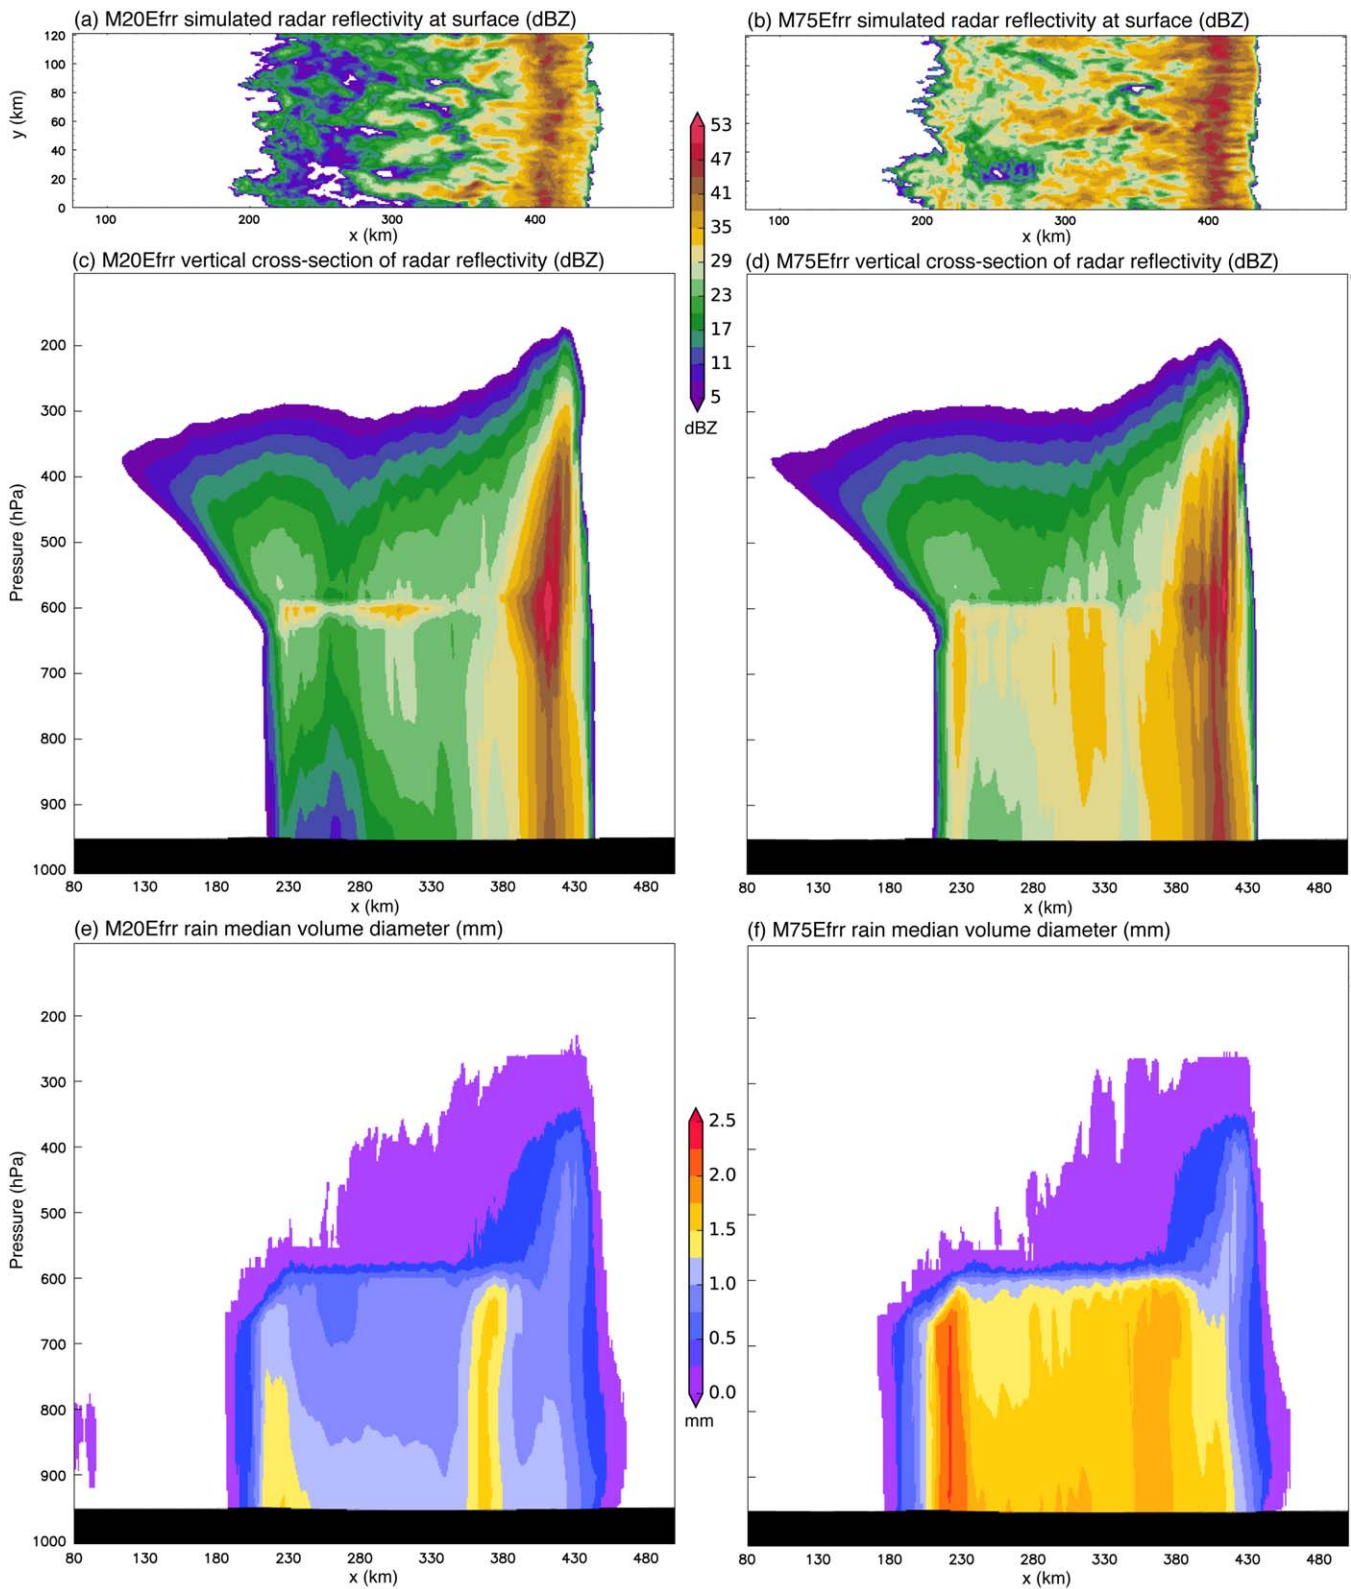 (a) M20Efrr simulated radar reflectivity at surface (dBZ)
(b) M75Efrr simulated radar reflectivity at surface (dBZ)
120
100
80
60
40
20
0
y (km)
100 200 300 400
x (km)
100 200 300 400
x (km)
53
47
41
35
29
23
17
11
5
dBZ
(c) M20Efrr vertical cross-section of radar reflectivity (dBZ)
(d) M75Efrr vertical cross-section of radar reflectivity (dBZ)
200
300
400
500
600
700
800
900
1000
Pressure (hPa)
80 130 180 230 280 330 380 430 480
x (km)
80 130 180 230 280 330 380 430 480
x (km)
(e) M20Efrr rain median volume diameter (mm)
(f) M75Efrr rain median volume diameter (mm)
200
300
400
500
600
700
800
900
1000
Pressure (hPa)
2.5
2.0
1.5
1.0
0.5
0.0
mm
80 130 180 230 280 330 380 430 480
x (km)
80 130 180 230 280 330 380 430 480
x (km)